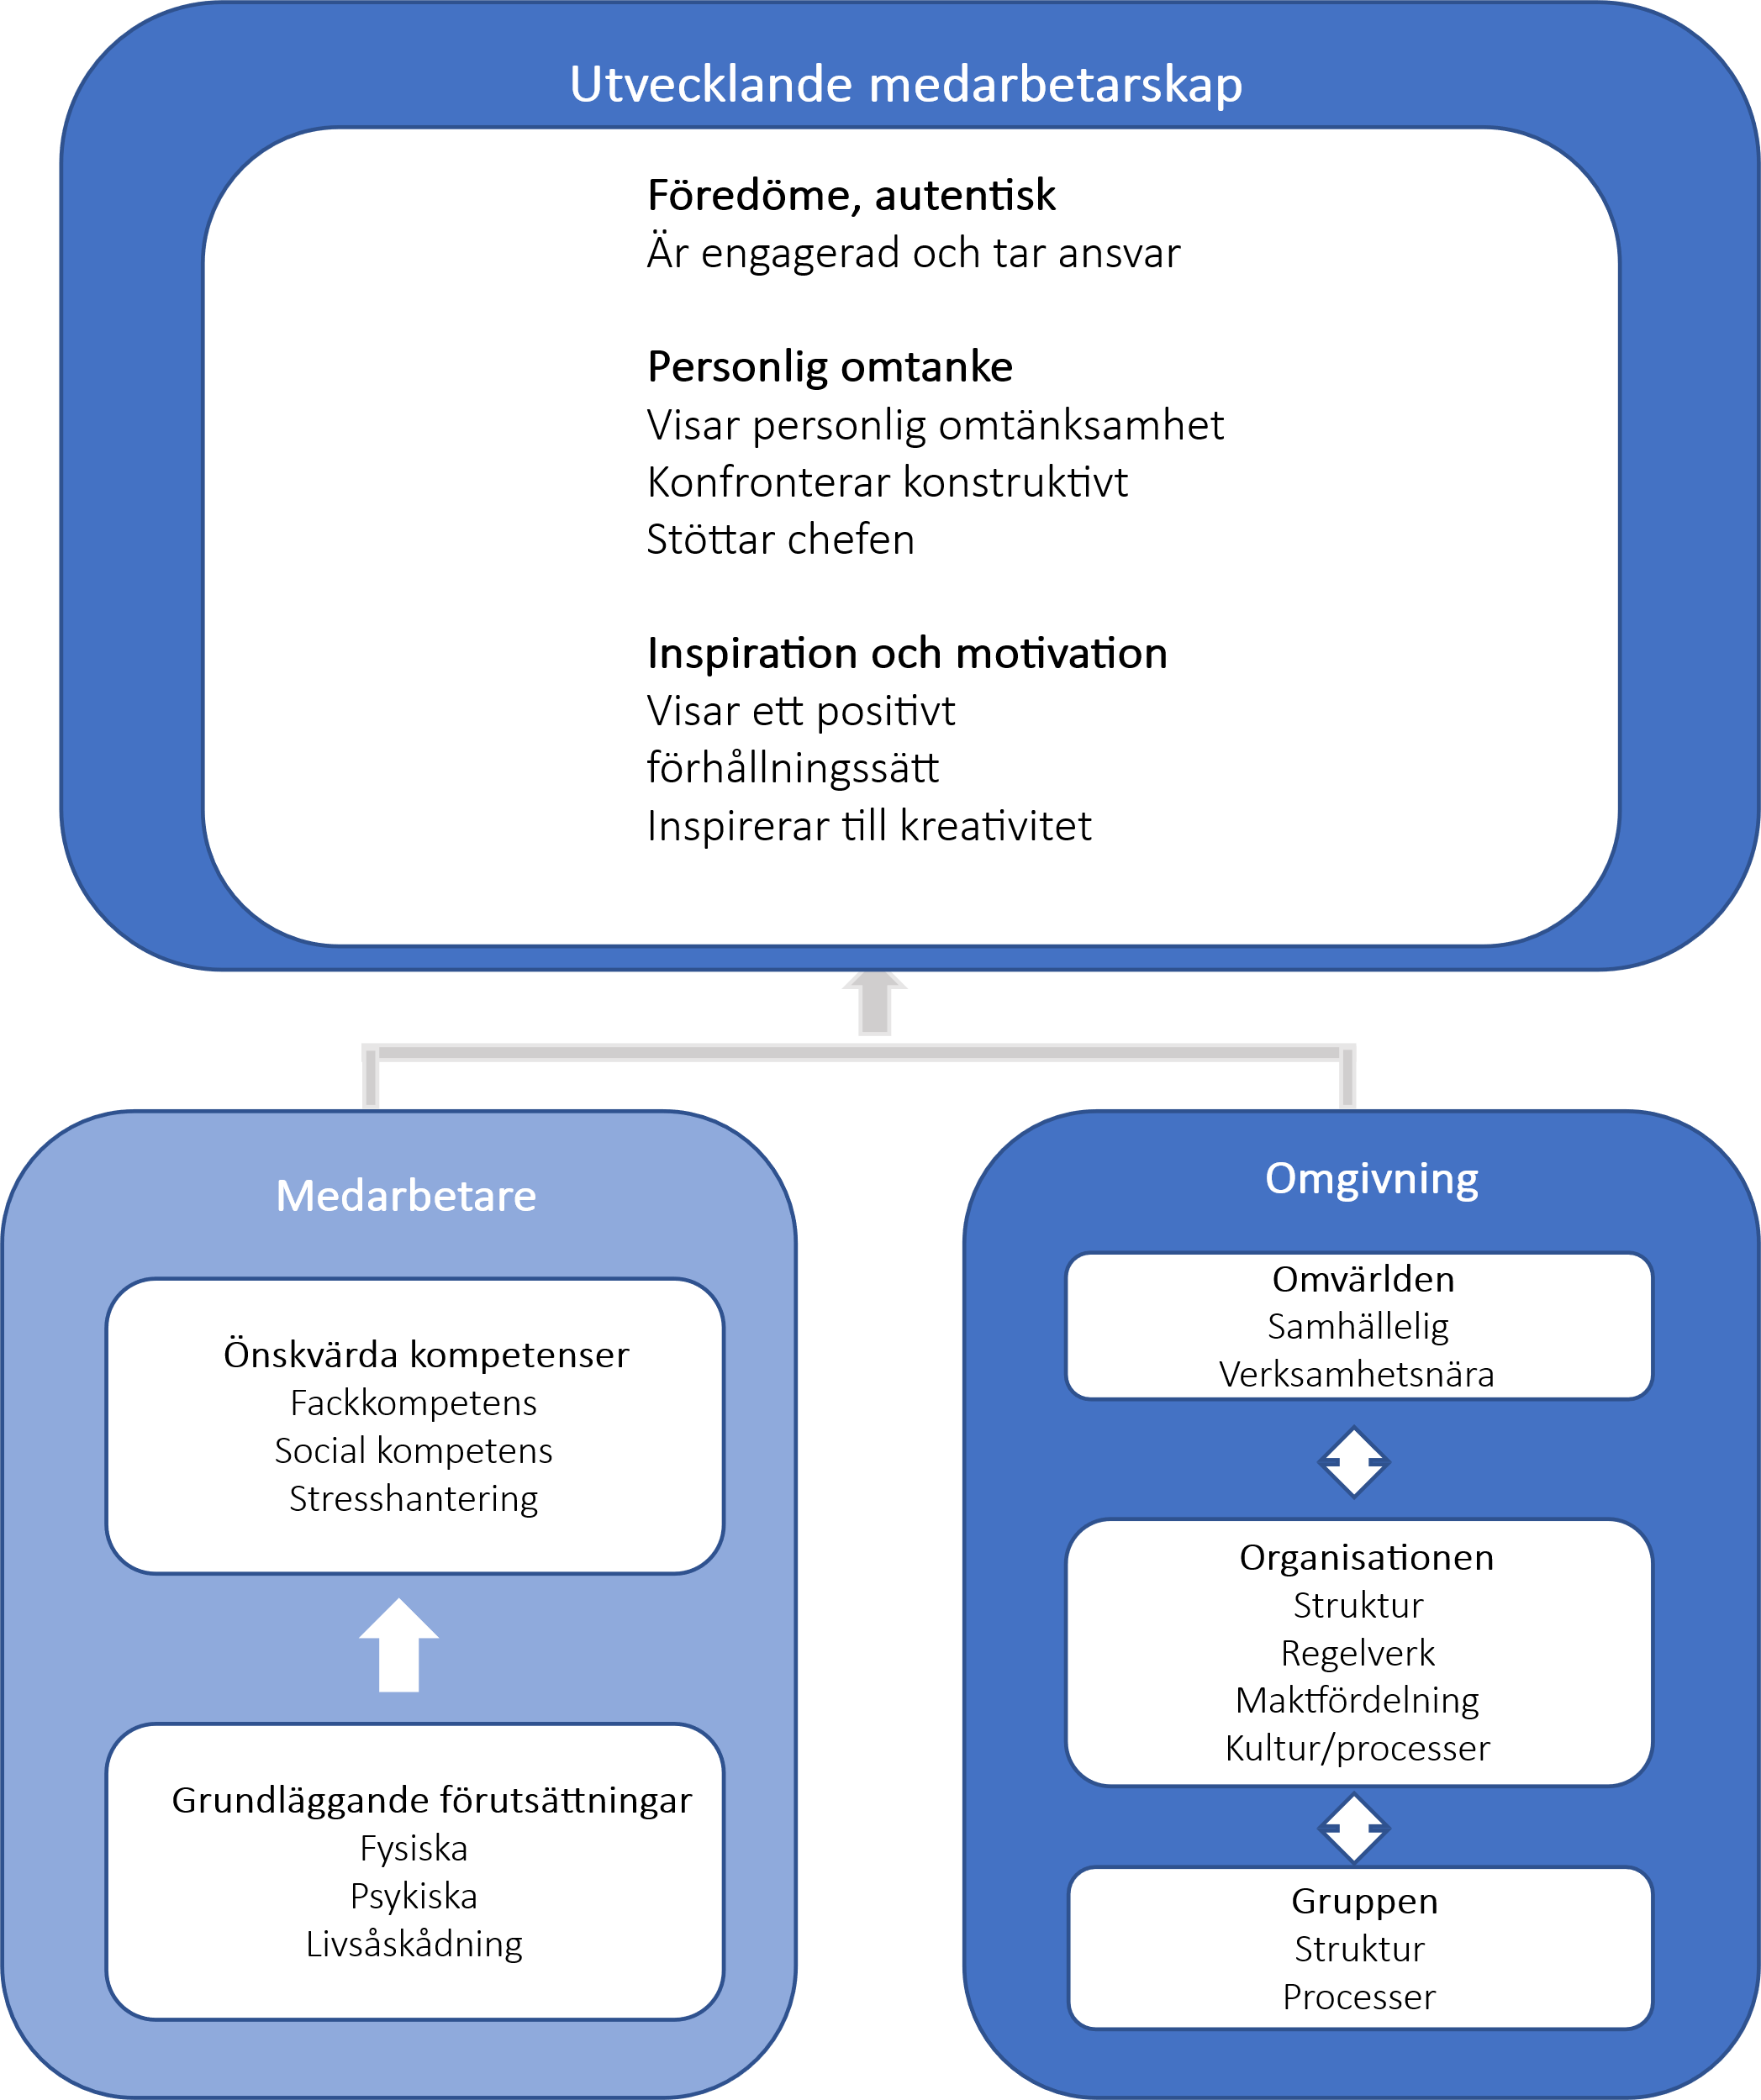 Utvecklande medarbetarskap
Föredöme, autentisk
Är engagerad och tar ansvar
Personlig omtanke
Visar personlig omtänksamhet
Konfronterar konstruktivt
Stöttar chefen
Inspiration och motivation
Visar ett positivt
förhållningssätt
Inspirerar till kreativitet
Medarbetare
Önskvärda kompetenser
Fackkompetens
Social kompetens
Stresshantering
Grundläggande förutsättningar
Fysiska
Psykiska
Livsåskådning
Omgivning
Omvärlden
Samhällelig
Verksamhetsnära
Organisationen
Struktur
Regelverk
Maktfördelning
Kultur/processer
Gruppen
Struktur
Processer